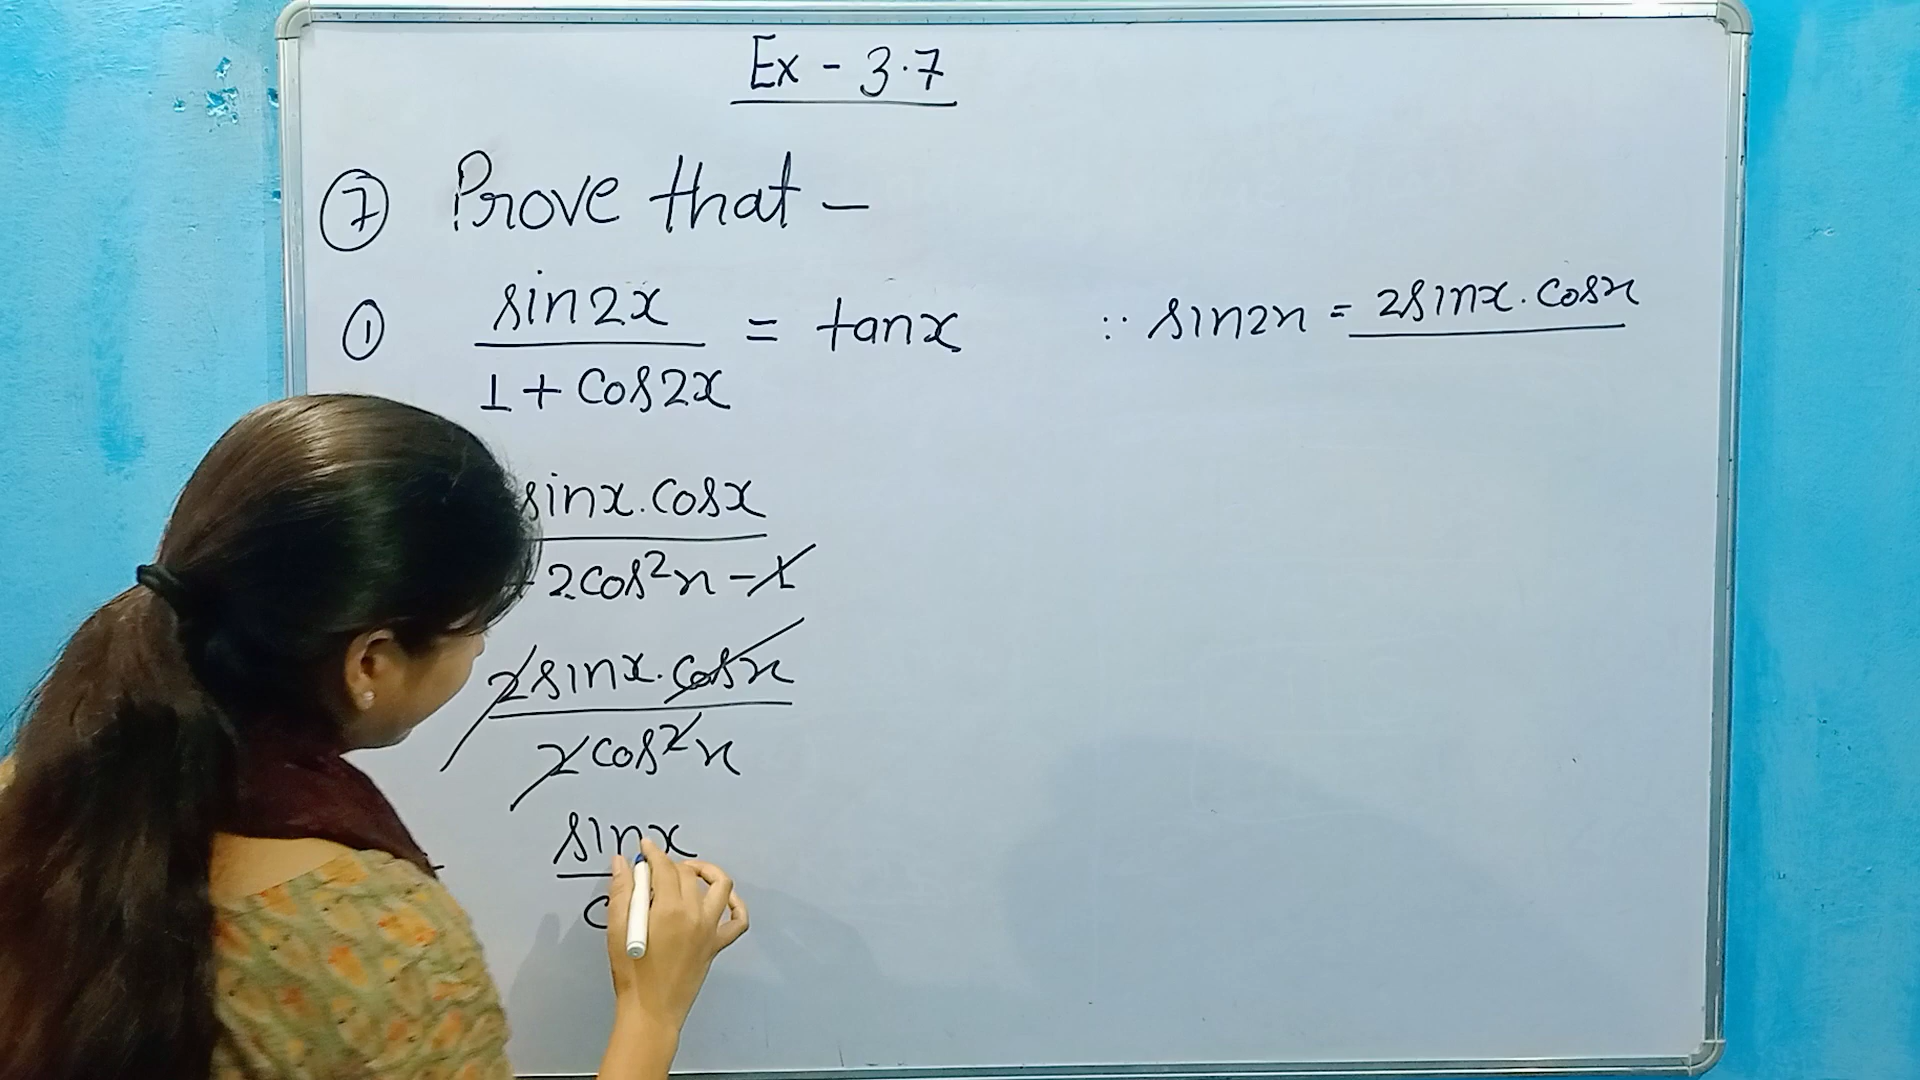 Ex - 3.7
⑦ Prove that -
① sin2x / 1 + cos2x = tanx
∵ sin2x = 2sinx.cosx
sinx.cosx
2cos²x - 1
2sinx.cosx
2cos²x
sinx
c